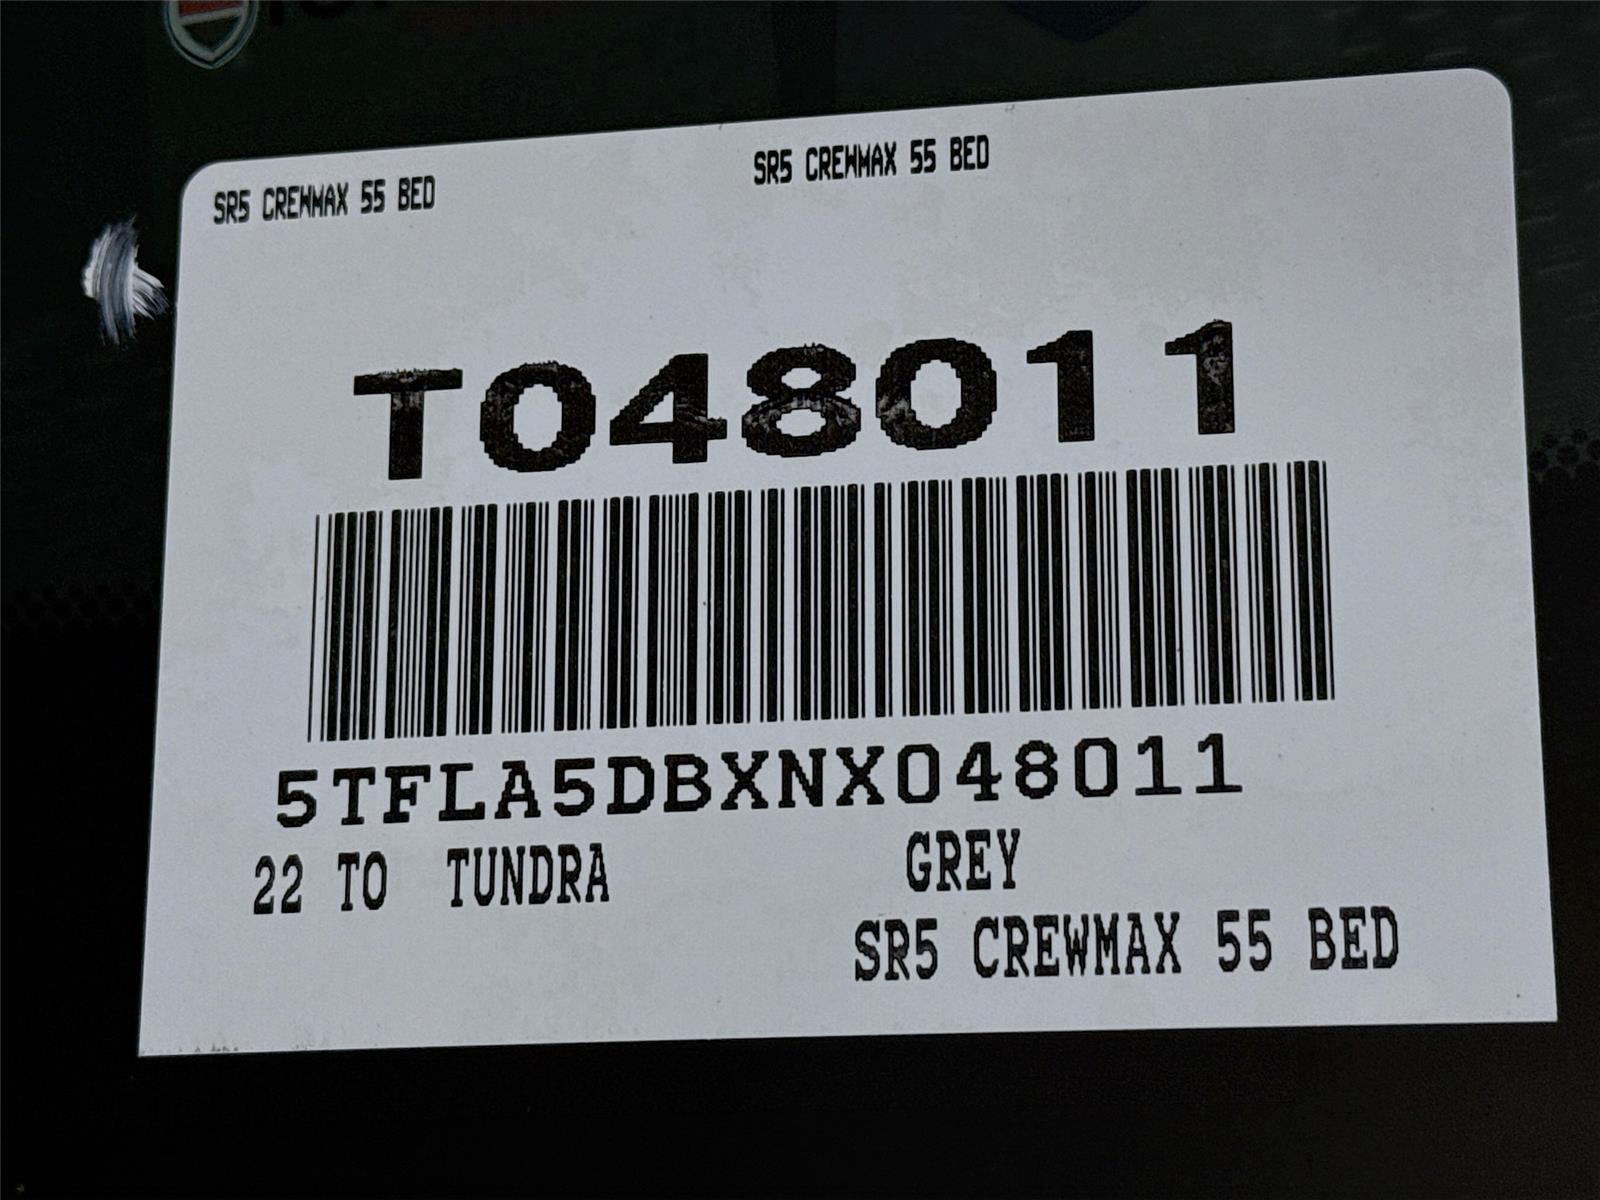 SR5 CREWMAX 55 BED SR5 CREWMAX 55 BED
T048011
5TFLA5DBXNX048011
22 TO TUNDRA GREY
SR5 CREWMAX 55 BED